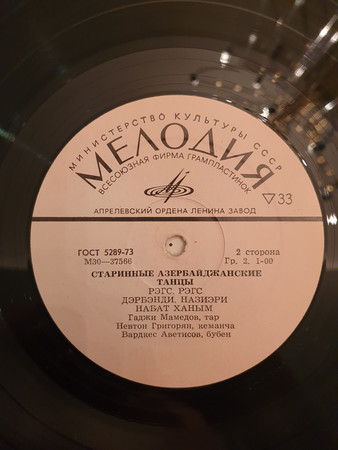 МИНИСТЕРСТВО КУЛЬТУРЫ СССР
МЕЛОДИЯ
ВСЕСОЮЗНАЯ ФИРМА ГРАМПЛАСТИНОК
▽33
АПРЕЛЕВСКИЙ ОРДЕНА ЛЕНИНА ЗАВОД
ГОСТ 5289-73 2 сторона
М30—37566 Гр. 2. 1-00
СТАРИННЫЕ АЗЕРБАЙДЖАНСКИЕ
ТАНЦЫ
РЭГС, РЭГС
ДЭРБЭНДИ, НАЗИЭРИ
НАБАТ ХАНЫМ
Гаджи Мамедов, тар
Невтон Григорян, кеманча
Вардкес Аветисов, бубен